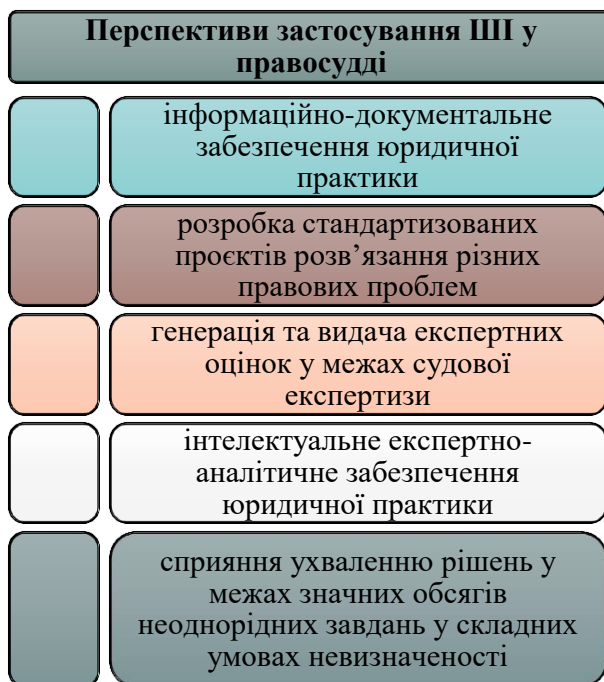 Перспективи застосування ШІ у
правосудді
інформаційно-документальне
забезпечення юридичної
практики
розробка стандартизованих
проєктів розв’язання різних
правових проблем
генерація та видача експертних
оцінок у межах судової
експертизи
інтелектуальне експертно-
аналітичне забезпечення
юридичної практики
сприяння ухваленню рішень у
межах значних обсягів
неоднорідних завдань у складних
умовах невизначеності